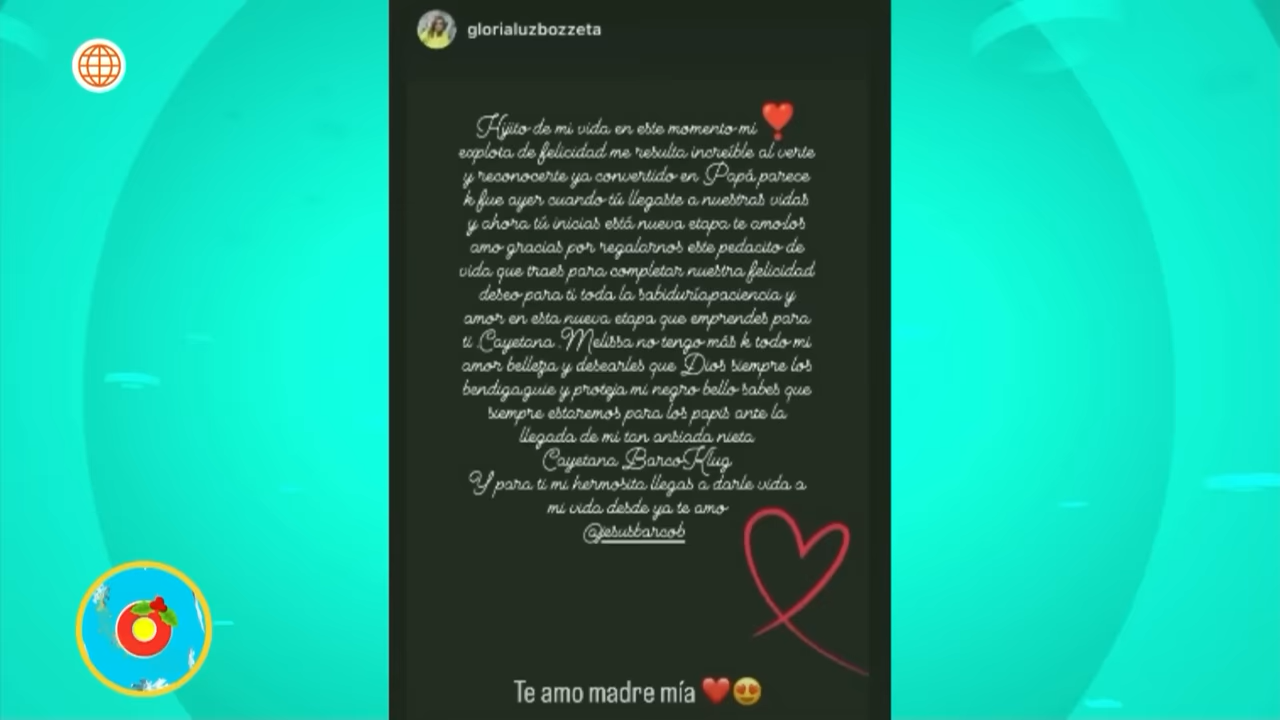 glorialuzbozzeta
Hijito de mi vida en este momento mi ❣️
explota de felicidad me resulta increíble al verte
y reconocerte ya convertido en Papá,parece
k fue ayer cuando tú llegaste a nuestras vidas
y ahora tú inicias está nueva etapa te amo.los
amo gracias por regalarnos este pedacito de
vida que traes para completar nuestra felicidad
deseo para ti toda la sabiduría,paciencia y
amor en esta nueva etapa que emprendes para
ti .Cayetana .Melissa no tengo más k todo mi
amor belleza y desearles que Dios siempre los
bendiga,guie y proteja mi negro bello sabes que
siempre estaremos para los papis ante la
llegada de mi tan ansiada nieta
Cayetana BarcoKlug
Y para ti mi hermosita llegas a darle vida a
mi vida desde ya te amo
@jesusbarcob
Te amo madre mía ❤️😍